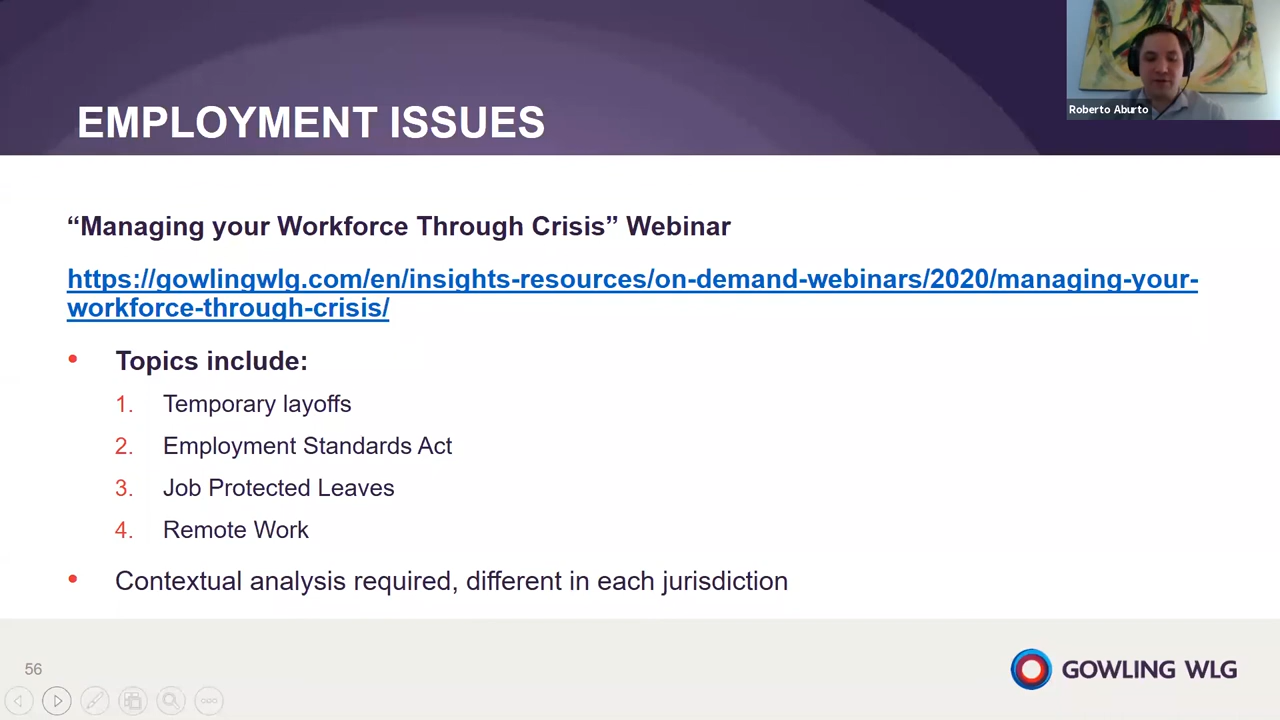 Roberto Aburto
EMPLOYMENT ISSUES
“Managing your Workforce Through Crisis” Webinar
https://gowlingwlg.com/en/insights-resources/on-demand-webinars/2020/managing-your-
workforce-through-crisis/
• Topics include:
1. Temporary layoffs
2. Employment Standards Act
3. Job Protected Leaves
4. Remote Work
• Contextual analysis required, different in each jurisdiction
56
GOWLING WLG